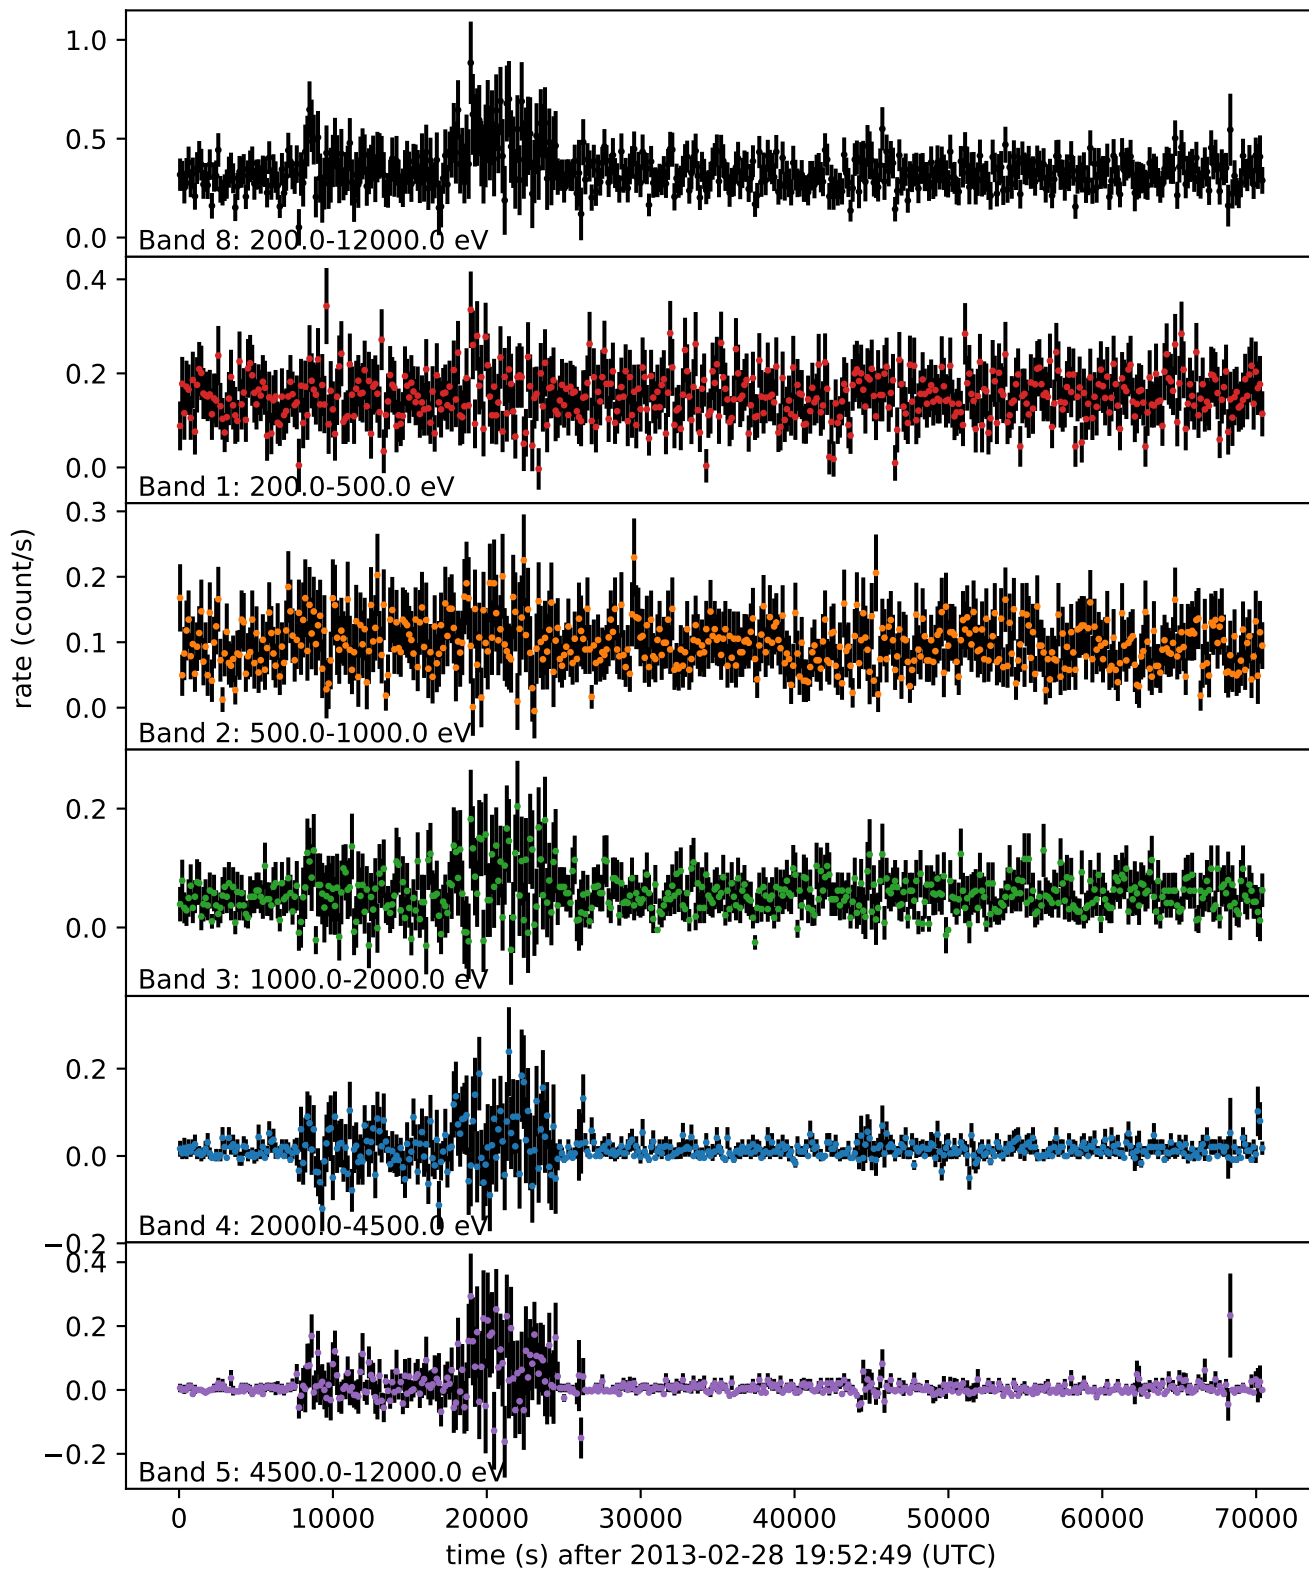 1.0
0.5
0.0
Band 8: 200.0-12000.0 eV
0.4
0.2
0.0
Band 1: 200.0-500.0 eV
0.3
0.2
0.1
0.0
Band 2: 500.0-1000.0 eV
rate (count/s)
0.2
0.0
Band 3: 1000.0-2000.0 eV
0.2
0.0
−0.2
Band 4: 2000.0-4500.0 eV
0.4
0.2
0.0
−0.2
Band 5: 4500.0-12000.0 eV
0 10000 20000 30000 40000 50000 60000 70000
time (s) after 2013-02-28 19:52:49 (UTC)